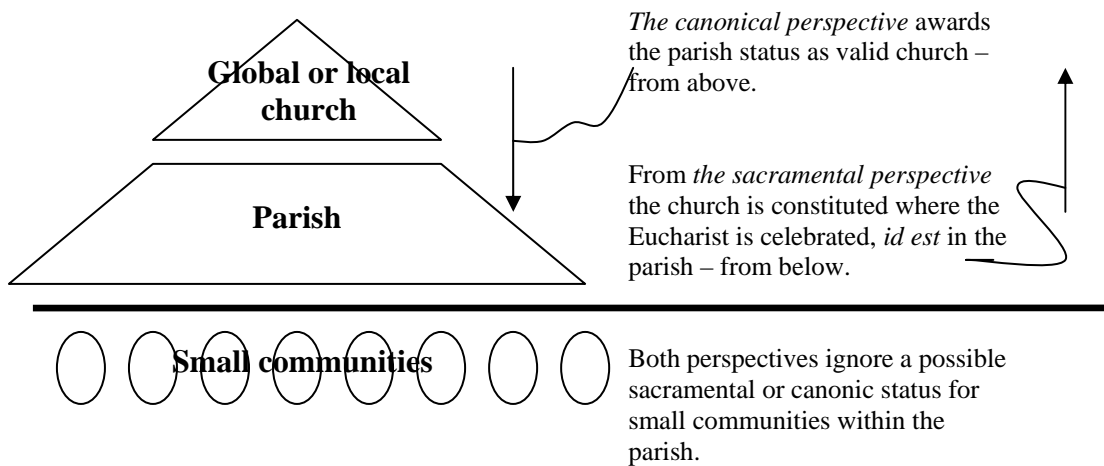 Global or local
church
Parish
Small communities
The canonical perspective awards
the parish status as valid church –
from above.
From the sacramental perspective
the church is constituted where the
Eucharist is celebrated, id est in the
parish – from below.
Both perspectives ignore a possible
sacramental or canonic status for
small communities within the
parish.